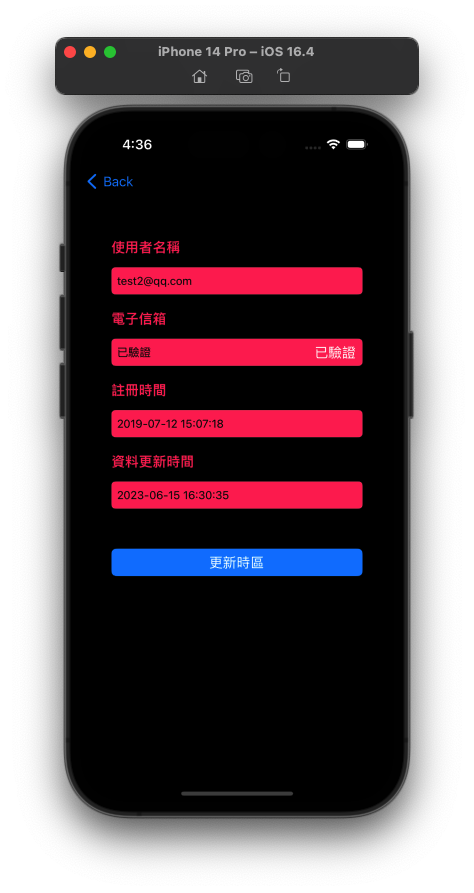 iPhone 14 Pro – iOS 16.4
4:36
Back
使用者名稱
test2@qq.com
電子信箱
已驗證 已驗證
註冊時間
2019-07-12 15:07:18
資料更新時間
2023-06-15 16:30:35
更新時區